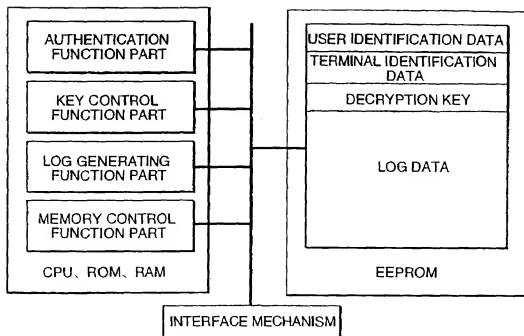 AUTHENTICATION
FUNCTION PART
KEY CONTROL
FUNCTION PART
LOG GENERATING
FUNCTION PART
MEMORY CONTROL
FUNCTION PART
CPU、ROM、RAM
USER IDENTIFICATION DATA
TERMINAL IDENTIFICATION
DATA
DECRYPTION KEY
LOG DATA
EEPROM
INTERFACE MECHANISM